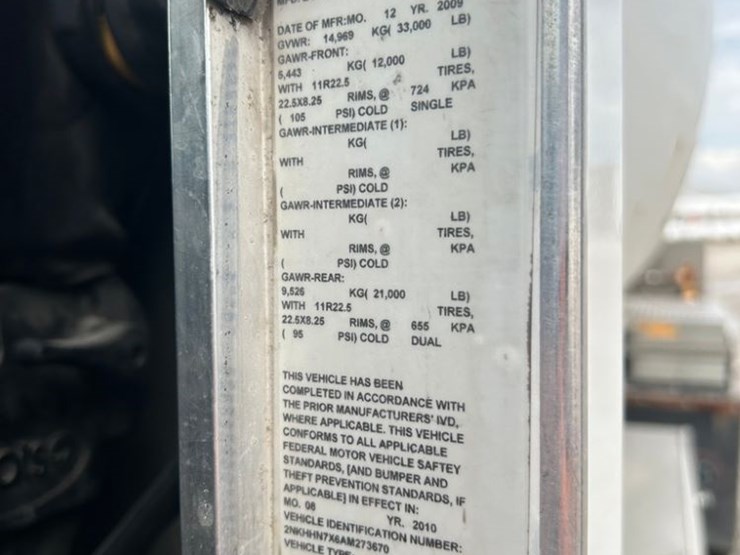 DATE OF MFR:MO. 12 YR. 2009
GVWR: 14,969 KG( 33,000 LB)
GAWR-FRONT:
5,443 KG( 12,000 LB)
WITH 11R22.5 TIRES,
22.5X8.25 RIMS, @ 724 KPA
( 105 PSI) COLD SINGLE
GAWR-INTERMEDIATE (1):
KG( LB)
WITH TIRES,
RIMS, @ KPA
( PSI) COLD
GAWR-INTERMEDIATE (2):
KG( LB)
WITH TIRES,
RIMS, @ KPA
( PSI) COLD
GAWR-REAR:
9,526 KG( 21,000 LB)
WITH 11R22.5 TIRES,
22.5X8.25 RIMS, @ 655 KPA
( 95 PSI) COLD DUAL
THIS VEHICLE HAS BEEN
COMPLETED IN ACCORDANCE WITH
THE PRIOR MANUFACTURERS' IVD,
WHERE APPLICABLE. THIS VEHICLE
CONFORMS TO ALL APPLICABLE
FEDERAL MOTOR VEHICLE SAFTEY
STANDARDS, [AND BUMPER AND
THEFT PREVENTION STANDARDS, IF
APPLICABLE] IN EFFECT IN:
MO. 08 YR. 2010
VEHICLE IDENTIFICATION NUMBER:
2NKHHN7X6AM273670
VEHICLE TYPE: